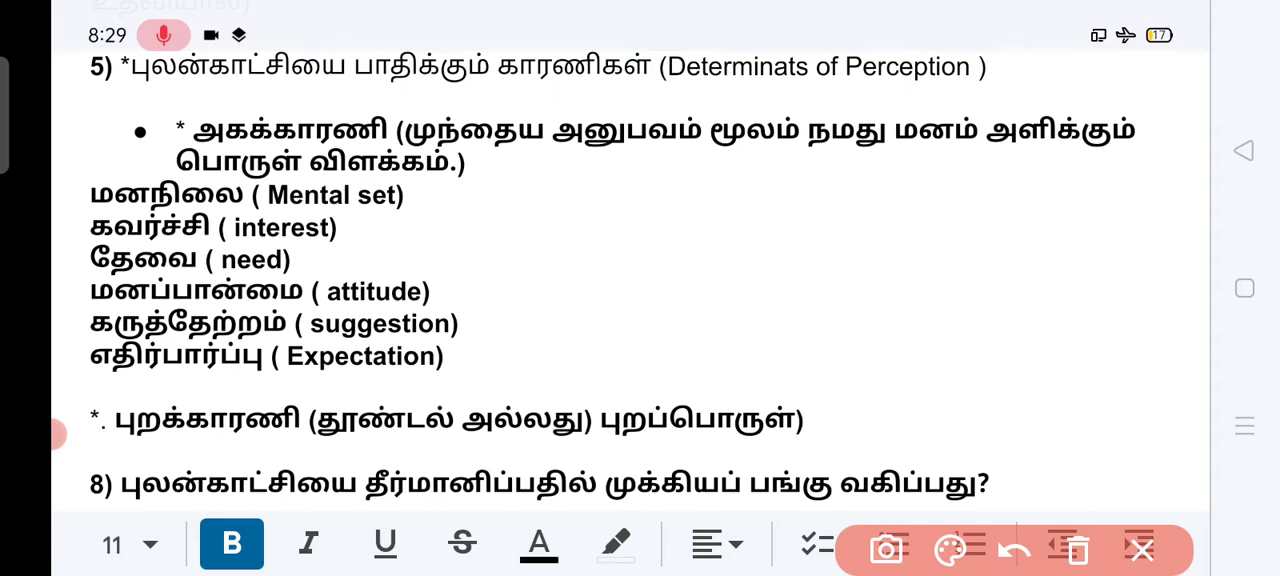 8:29
17
5) *புலன்காட்சியை பாதிக்கும் காரணிகள் (Determinats of Perception )
● * அகக்காரணி (முந்தைய அனுபவம் மூலம் நமது மனம் அளிக்கும்
பொருள் விளக்கம்.)
மனநிலை ( Mental set)
கவர்ச்சி ( interest)
தேவை ( need)
மனப்பான்மை ( attitude)
கருத்தேற்றம் ( suggestion)
எதிர்பார்ப்பு ( Expectation)
*. புறக்காரணி (தூண்டல் அல்லது) புறப்பொருள்)
8) புலன்காட்சியை தீர்மானிப்பதில் முக்கியப் பங்கு வகிப்பது?
11 B I U S A